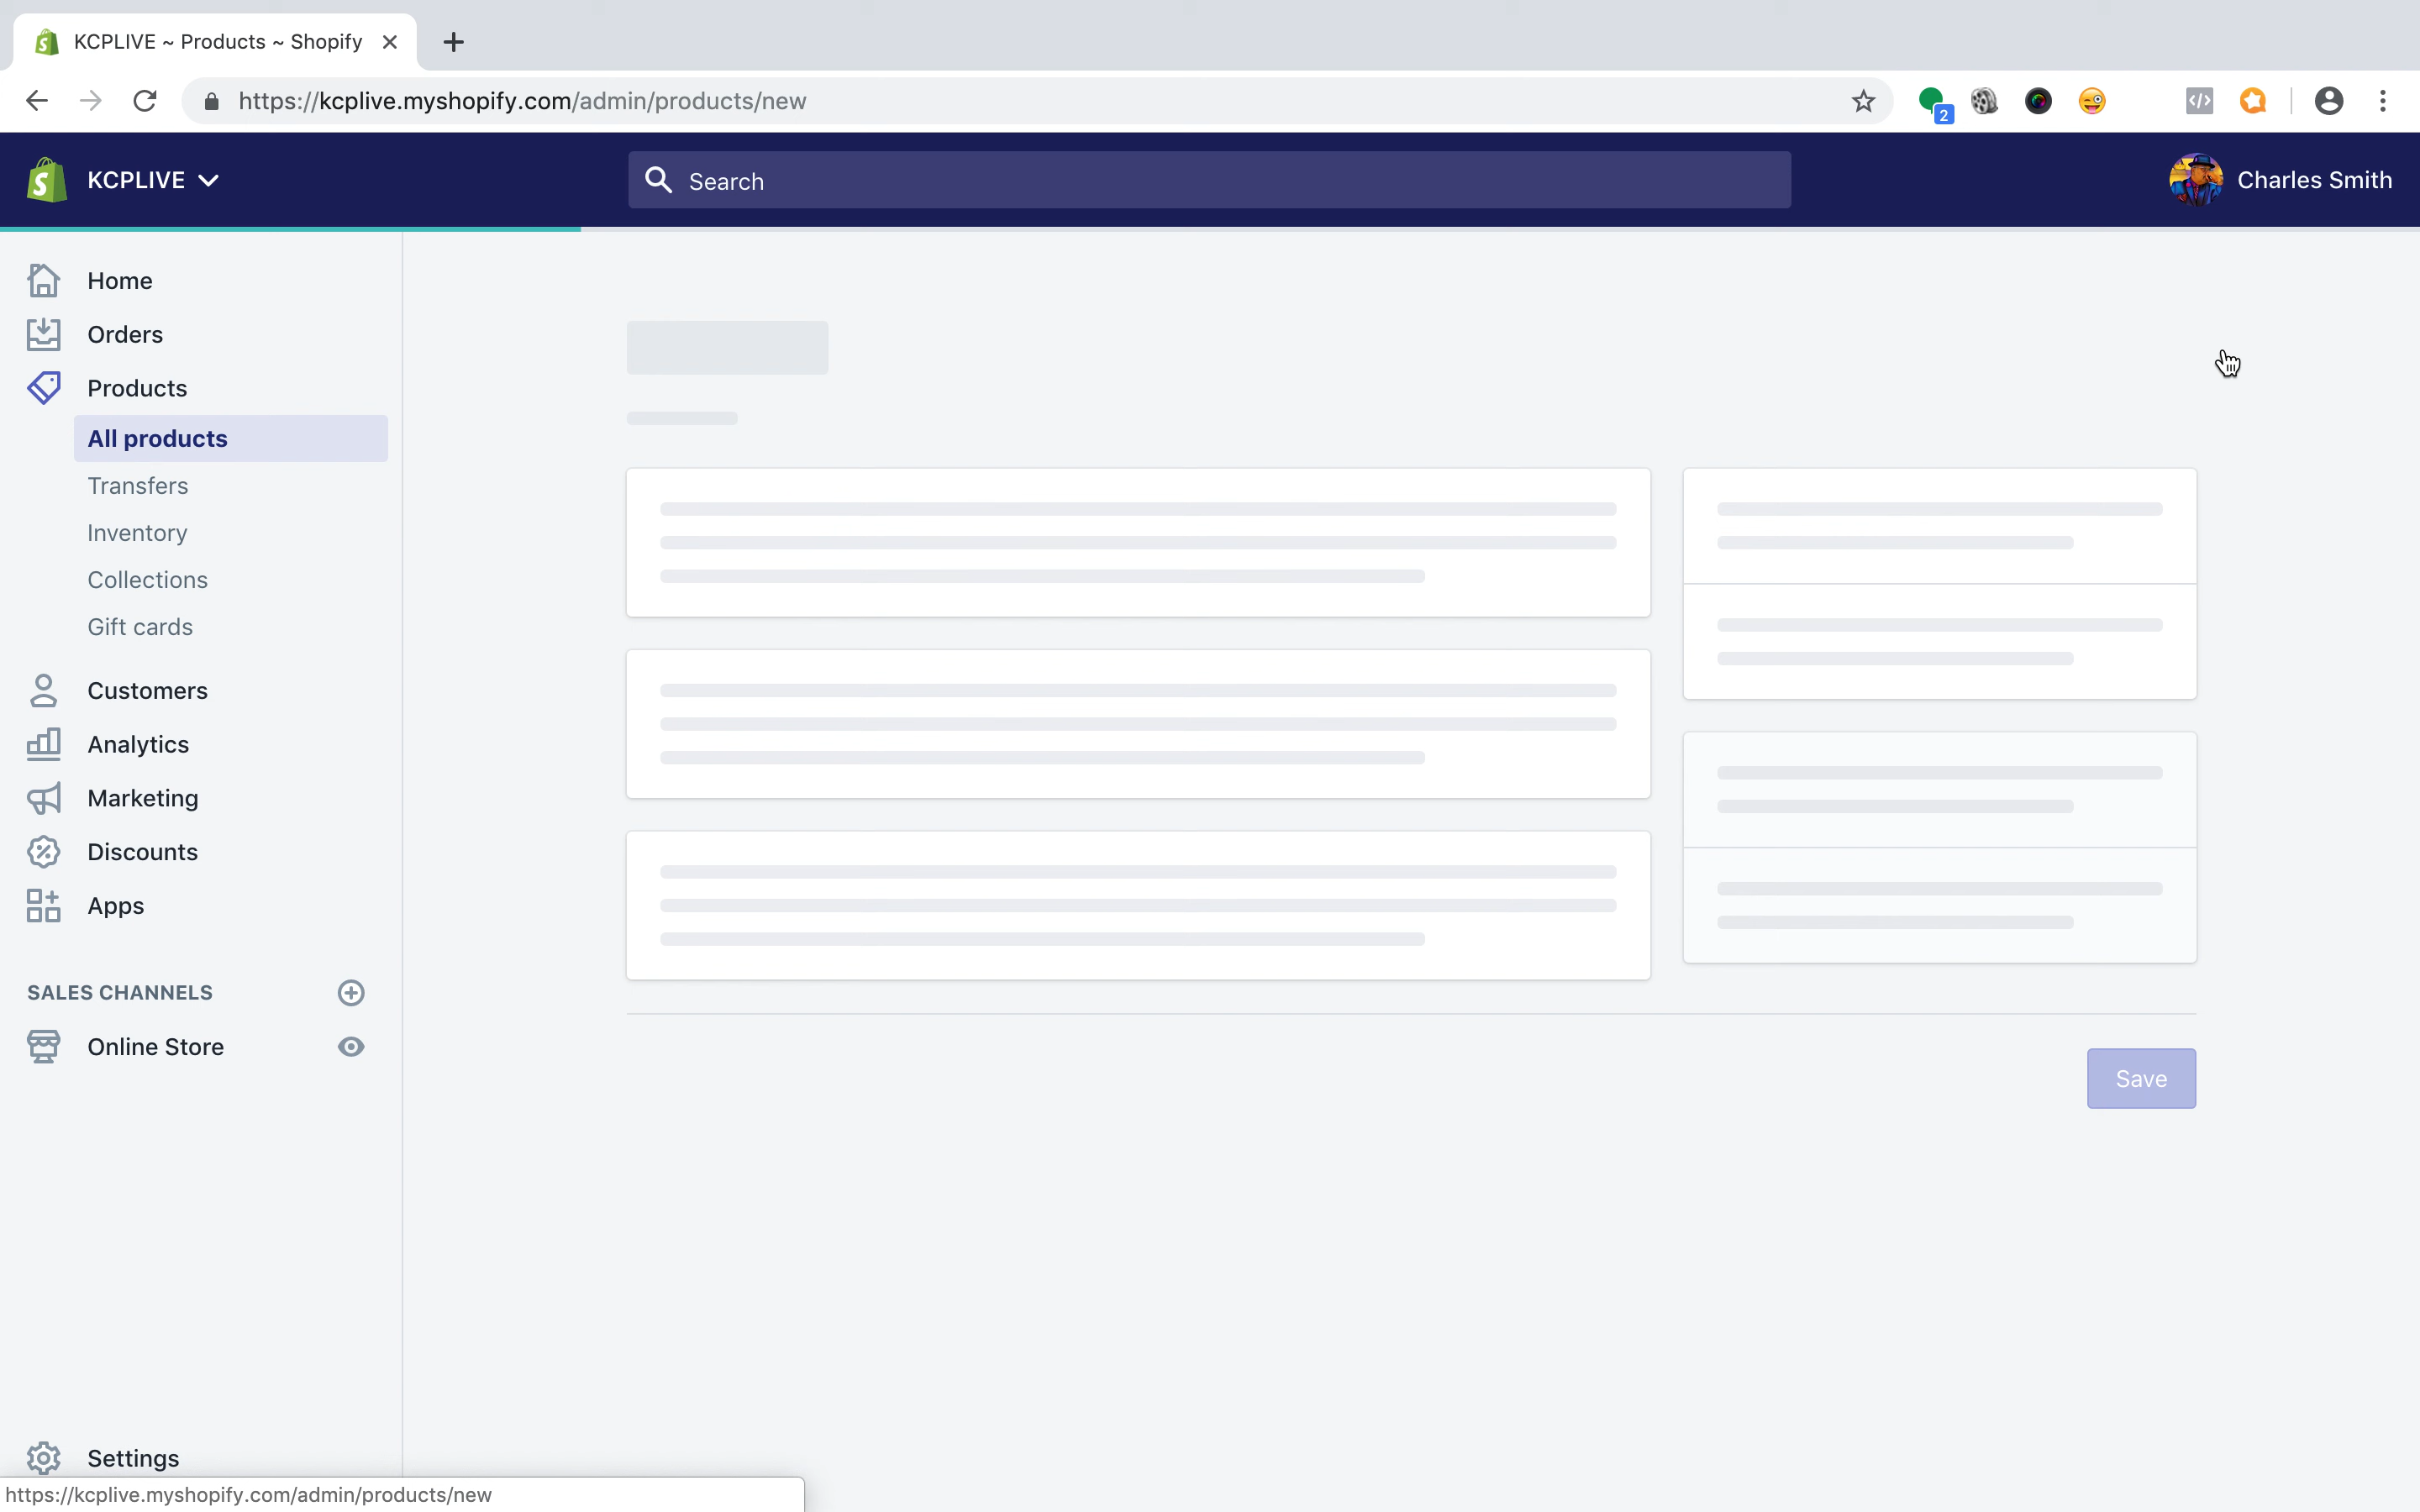 KCPLIVE ~ Products ~ Shopify
https://kcplive.myshopify.com/admin/products/new
2
KCPLIVE
Search
Charles Smith
Home
Orders
Products
All products
Transfers
Inventory
Collections
Gift cards
Customers
Analytics
Marketing
Discounts
Apps
SALES CHANNELS
Online Store
Save
Settings
https://kcplive.myshopify.com/admin/products/new